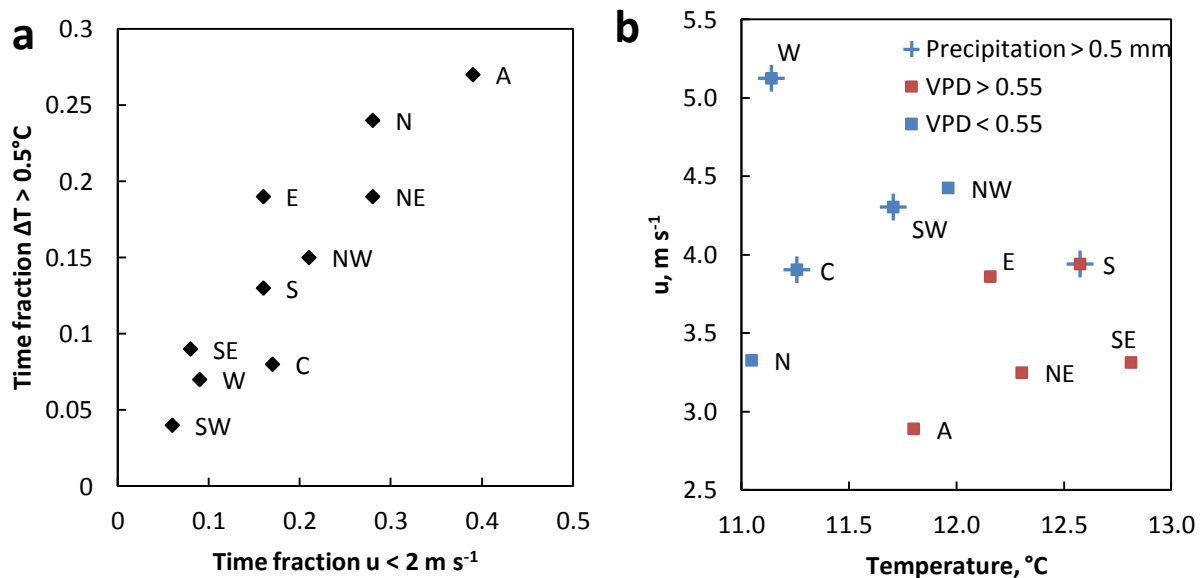 a
Time fraction ΔT > 0.5°C
0.3
0.25
0.2
0.15
0.1
0.05
0
A
N
E
NE
NW
S
SE
C
W
SW
0
0.1
0.2
0.3
0.4
0.5
Time fraction u < 2 m s⁻¹
b
u, m s⁻¹
5.5
5.0
4.5
4.0
3.5
3.0
2.5
Precipitation > 0.5 mm
VPD > 0.55
VPD < 0.55
W
NW
SW
C
E
S
N
NE
SE
A
11.0
11.5
12.0
12.5
13.0
Temperature, °C